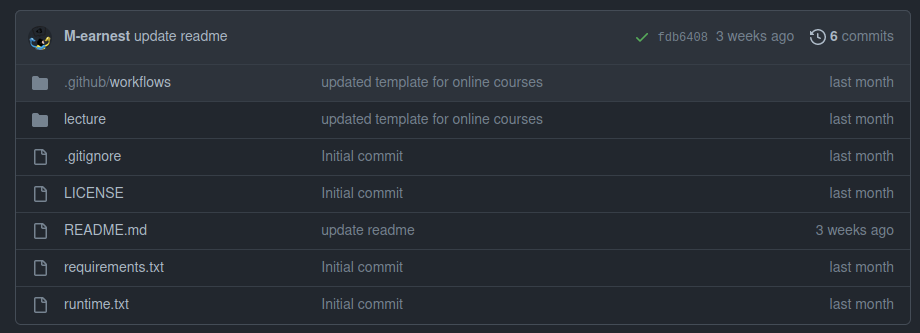 M-earnest update readme fdb6408 3 weeks ago 6 commits
.github/workflows updated template for online courses last month
lecture updated template for online courses last month
.gitignore Initial commit last month
LICENSE Initial commit last month
README.md update readme 3 weeks ago
requirements.txt Initial commit last month
runtime.txt Initial commit last month